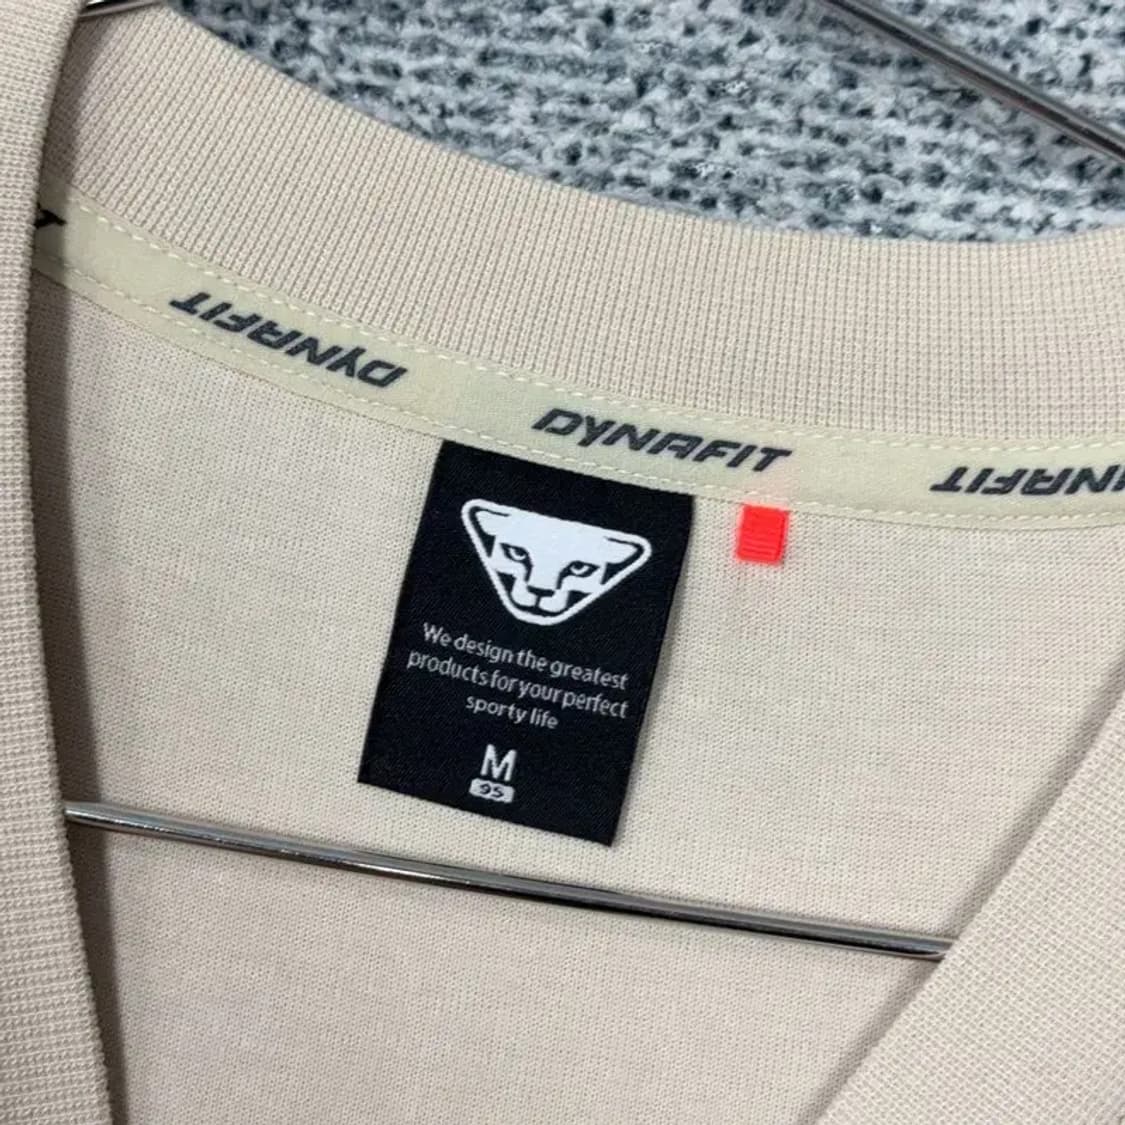 DYNAFIT
DYNAFIT
DYNAFIT
We design the greatest
products for your perfect
sporty life
M
95